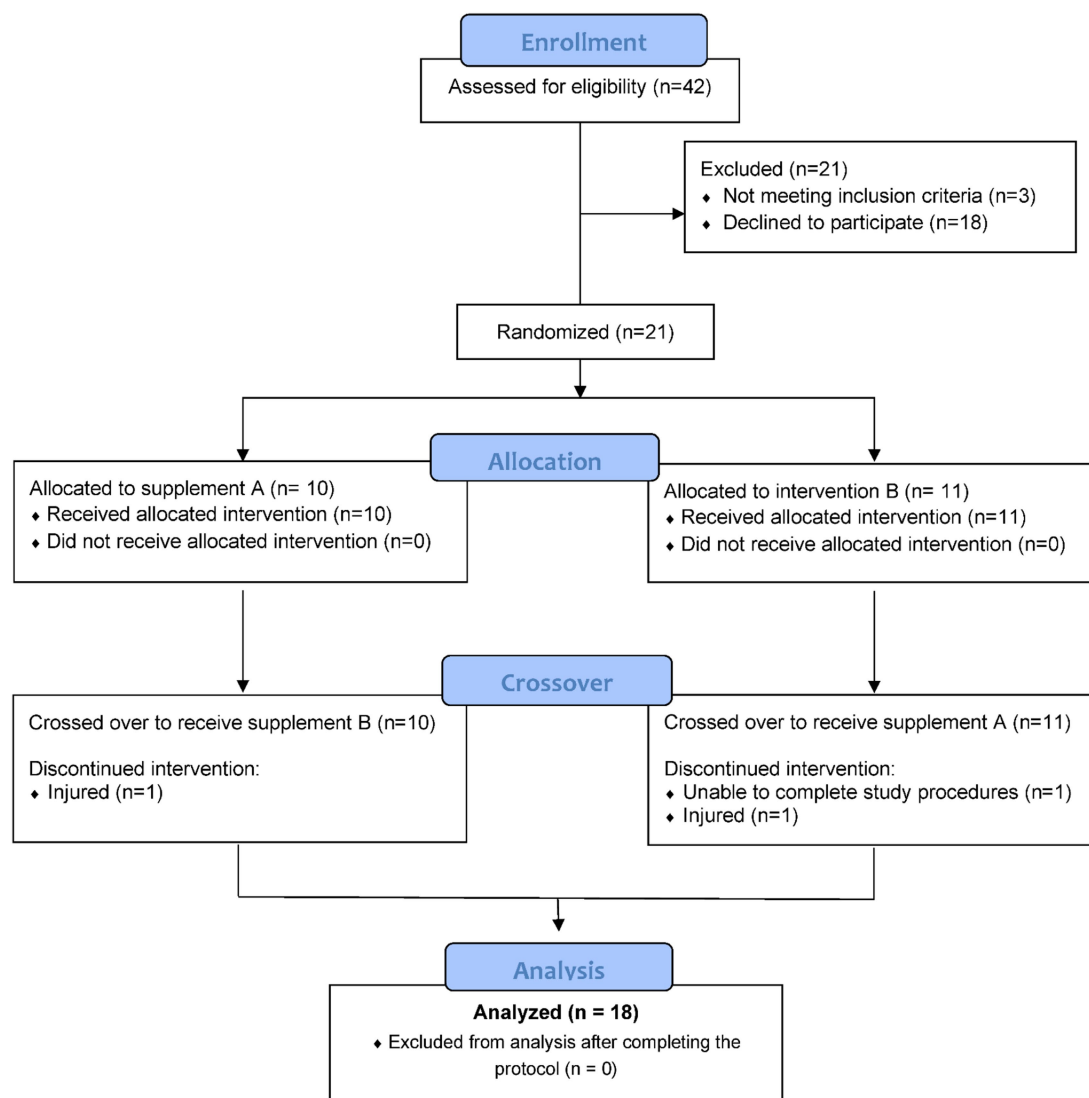 Enrollment
Assessed for eligibility (n=42)
Excluded (n=21)
♦ Not meeting inclusion criteria (n=3)
♦ Declined to participate (n=18)
Randomized (n=21)
Allocation
Allocated to supplement A (n= 10)
♦ Received allocated intervention (n=10)
♦ Did not receive allocated intervention (n=0)
Allocated to intervention B (n= 11)
♦ Received allocated intervention (n=11)
♦ Did not receive allocated intervention (n=0)
Crossover
Crossed over to receive supplement B (n=10)
Discontinued intervention:
♦ Injured (n=1)
Crossed over to receive supplement A (n=11)
Discontinued intervention:
♦ Unable to complete study procedures (n=1)
♦ Injured (n=1)
Analysis
Analyzed (n = 18)
♦ Excluded from analysis after completing the
protocol (n = 0)